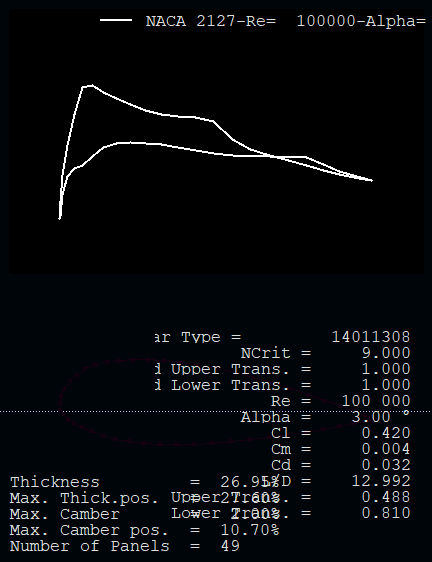 NACA 2127-Re=  100000-Alpha=
ar Type =  14011308
NCrit =  9.000
d Upper Trans. =  1.000
d Lower Trans. =  1.000
Re =  100 000
Alpha =  3.00 °
Cl =  0.420
Cm =  0.004
Cd =  0.032
L/D =  12.992
Thickness  =  26.95%
Max. Thick.pos.  =  27.60%
Upper Trans. =  0.488
Max. Camber  =  2.00%
Lower Trans. =  0.810
Max. Camber pos.  =  10.70%
Number of Panels  =  49